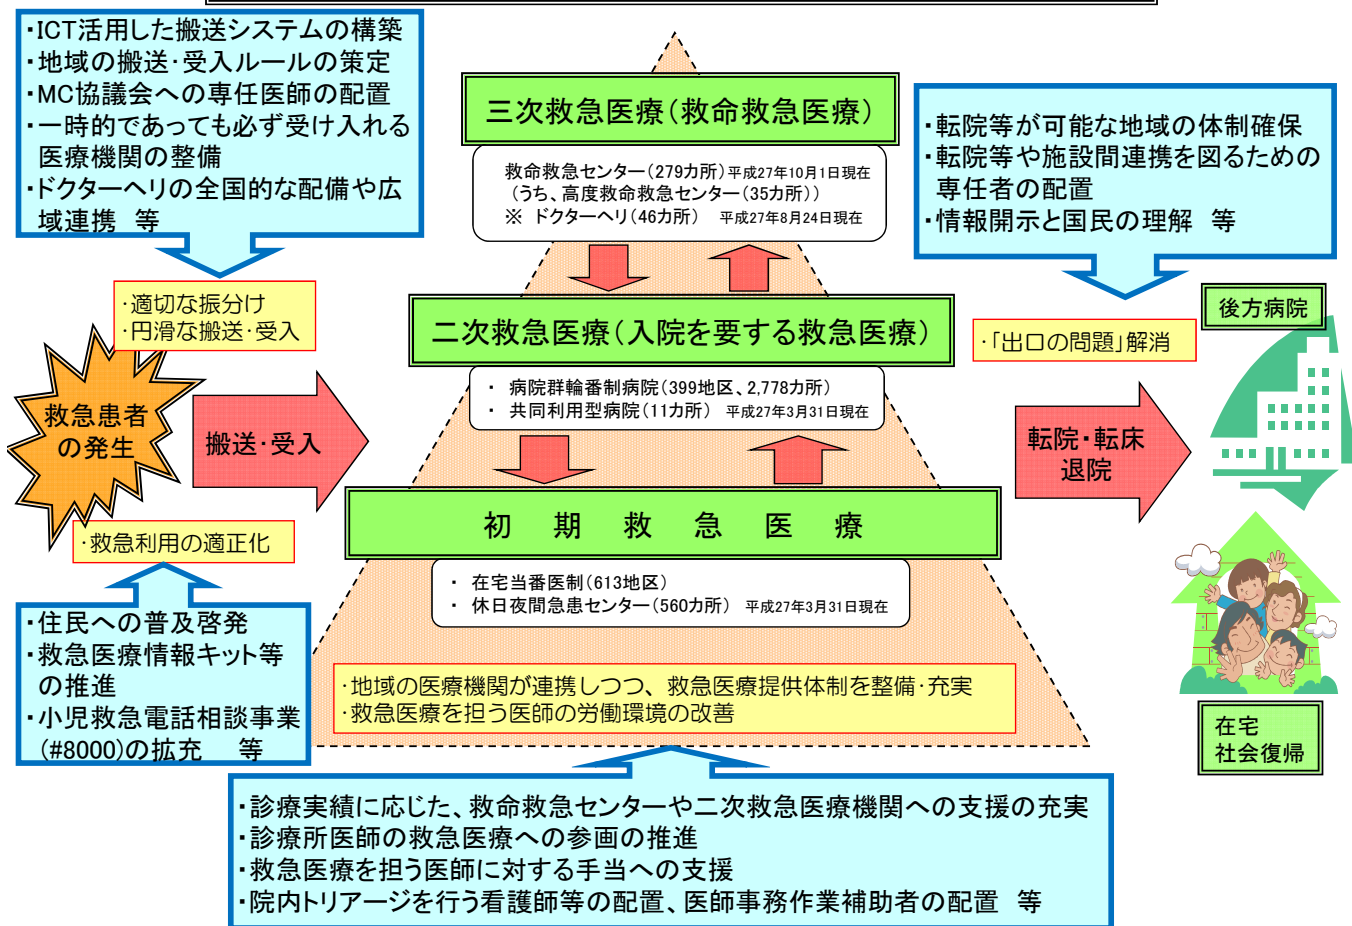 ・ICT活用した搬送システムの構築
・地域の搬送・受入ルールの策定
・MC協議会への専任医師の配置
・一時的であっても必ず受け入れる
医療機関の整備
・ドクターヘリの全国的な配備や広
域連携　等
・適切な振分け
・円滑な搬送・受入
救急患者
の発生
搬送・受入
・救急利用の適正化
・住民への普及啓発
・救急医療情報キット等
の推進
・小児救急電話相談事業
(#8000)の拡充　等
三次救急医療（救命救急医療）
救命救急センター（279カ所）平成27年10月1日現在
（うち、高度救命救急センター（35カ所））
※ ドクターヘリ（46カ所）　平成27年8月24日現在
二次救急医療（入院を要する救急医療）
・ 病院群輪番制病院（399地区、2,778カ所）
・ 共同利用型病院（11カ所）　平成27年3月31日現在
初 期 救 急 医 療
・ 在宅当番医制（613地区）
・ 休日夜間急患センター（560カ所）　平成27年3月31日現在
・地域の医療機関が連携しつつ、救急医療提供体制を整備・充実
・救急医療を担う医師の労働環境の改善
・診療実績に応じた、救命救急センターや二次救急医療機関への支援の充実
・診療所医師の救急医療への参画の推進
・救急医療を担う医師に対する手当への支援
・院内トリアージを行う看護師等の配置、医師事務作業補助者の配置　等
・転院等が可能な地域の体制確保
・転院等や施設間連携を図るための
専任者の配置
・情報開示と国民の理解　等
・「出口の問題」解消
転院・転床
退院
後方病院
在宅
社会復帰